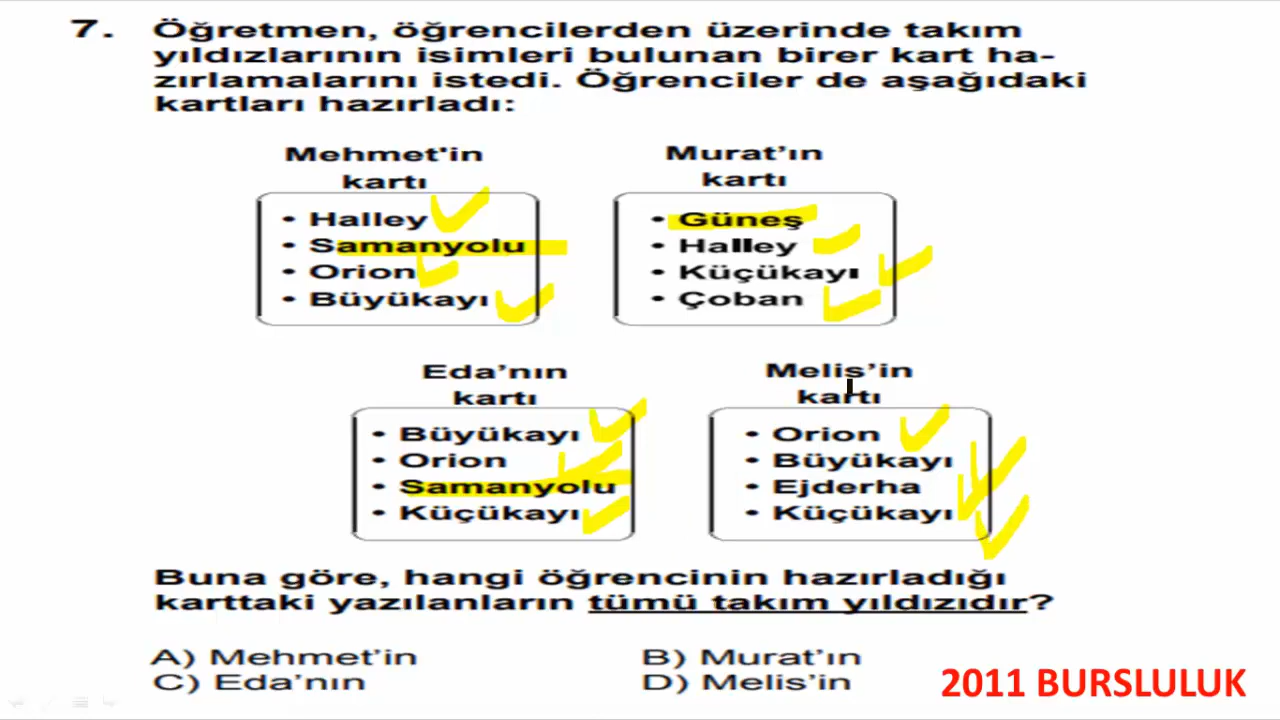 7. Öğretmen, öğrencilerden üzerinde takım
yıldızlarının isimleri bulunan birer kart ha-
zırlamalarını istedi. Öğrenciler de aşağıdaki
kartları hazırladı:
Mehmet'in
kartı
• Halley
• Samanyolu
• Orion
• Büyükayı
Murat'ın
kartı
• Güneş
• Halley
• Küçükayı
• Çoban
Eda'nın
kartı
• Büyükayı
• Orion
• Samanyolu
• Küçükayı
Melis'in
kartı
• Orion
• Büyükayı
• Ejderha
• Küçükayı
Buna göre, hangi öğrencinin hazırladığı
karttaki yazılanların tümü takım yıldızıdır?
A) Mehmet'in
B) Murat'ın
C) Eda'nın
D) Melis'in
2011 BURSLULUK